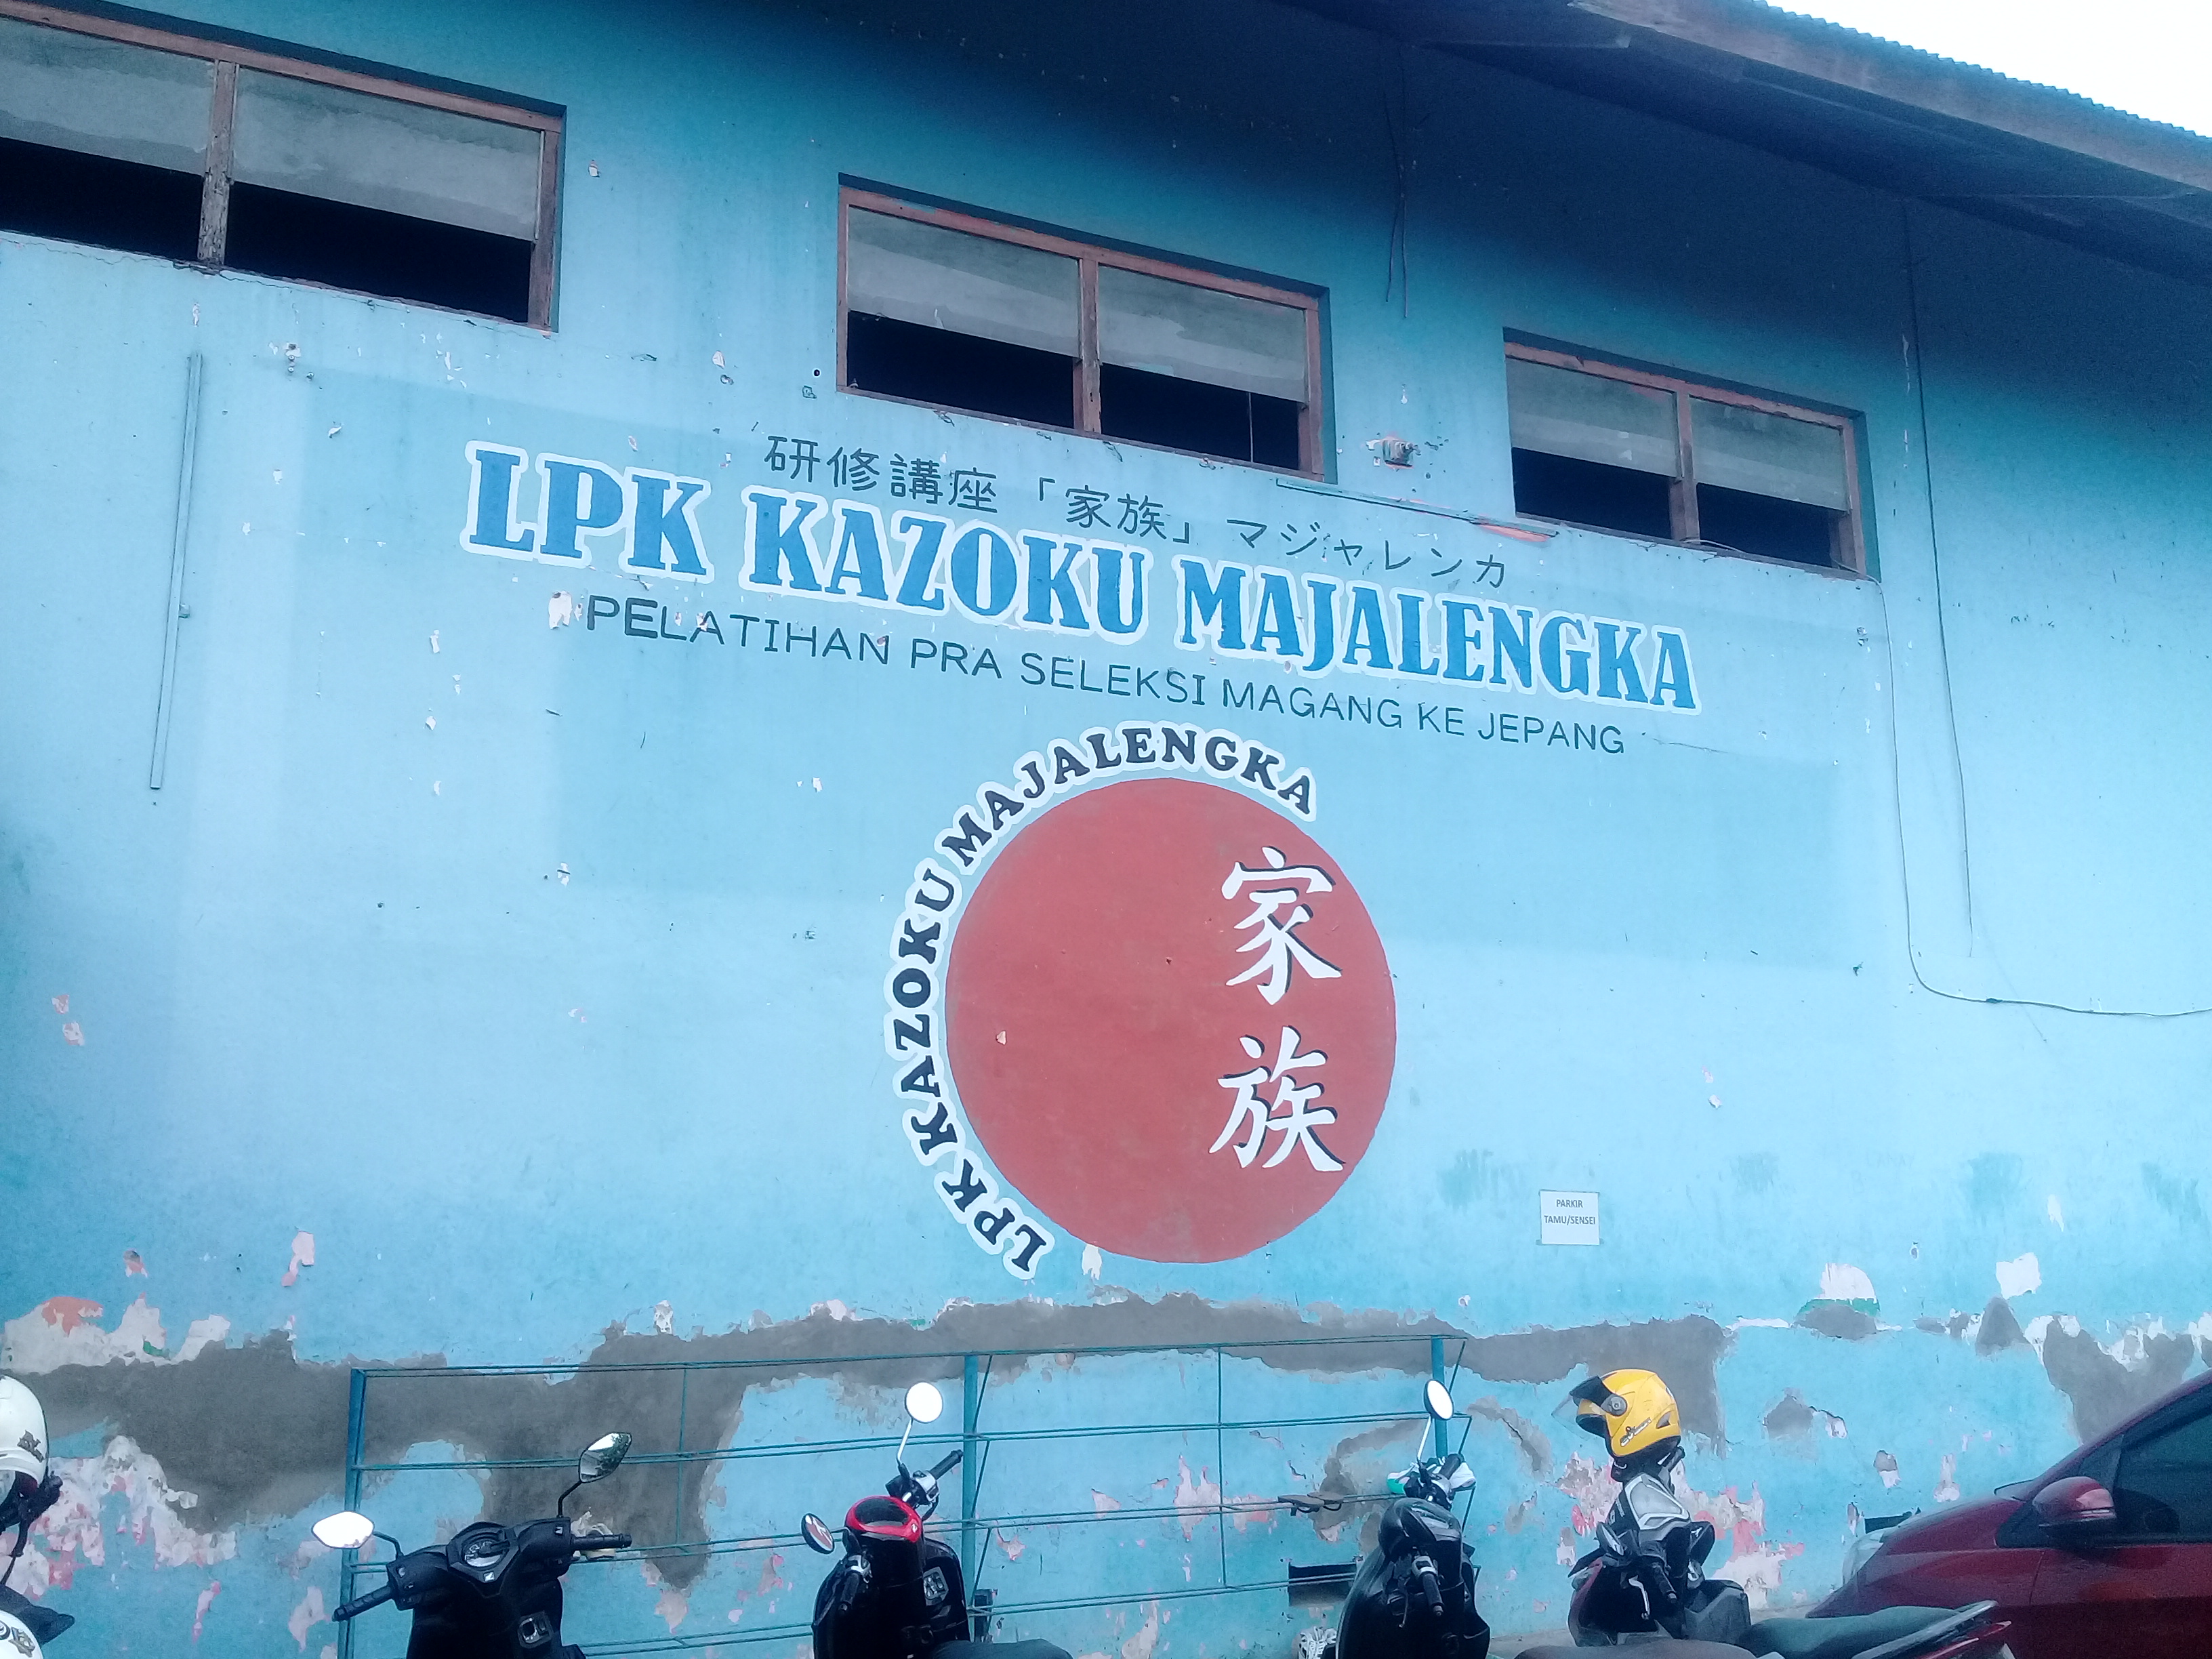 研修講座「家族」マジャレンカ
LPK KAZOKU MAJALENGKA
PELATIHAN PRA SELEKSI MAGANG KE JEPANG
LPK KAZOKU MAJALENGKA
家族
PARKIR
TAMU/SENSEI